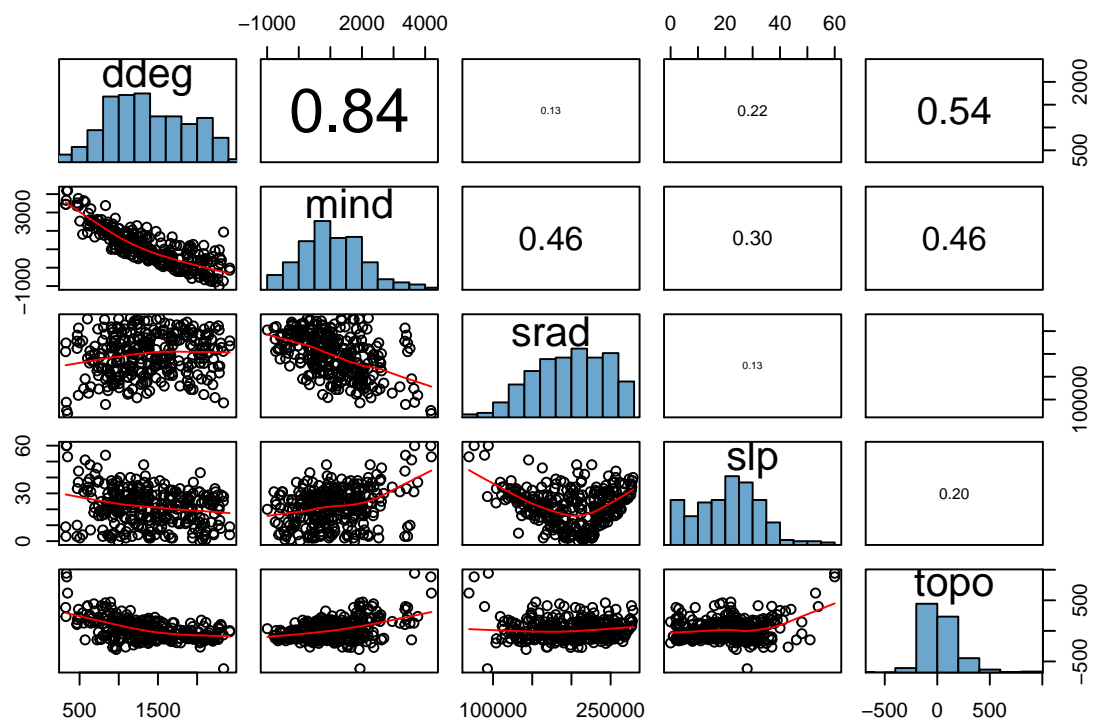 -1000 2000 4000 0 20 40 60
ddeg 0.84 0.13 0.22 0.54 500 2000
-1000 3000 mind 0.46 0.30 0.46
srad 0.13 100000
0 30 60 slp 0.20
topo -500 500
500 1500 100000 250000 -500 0 500